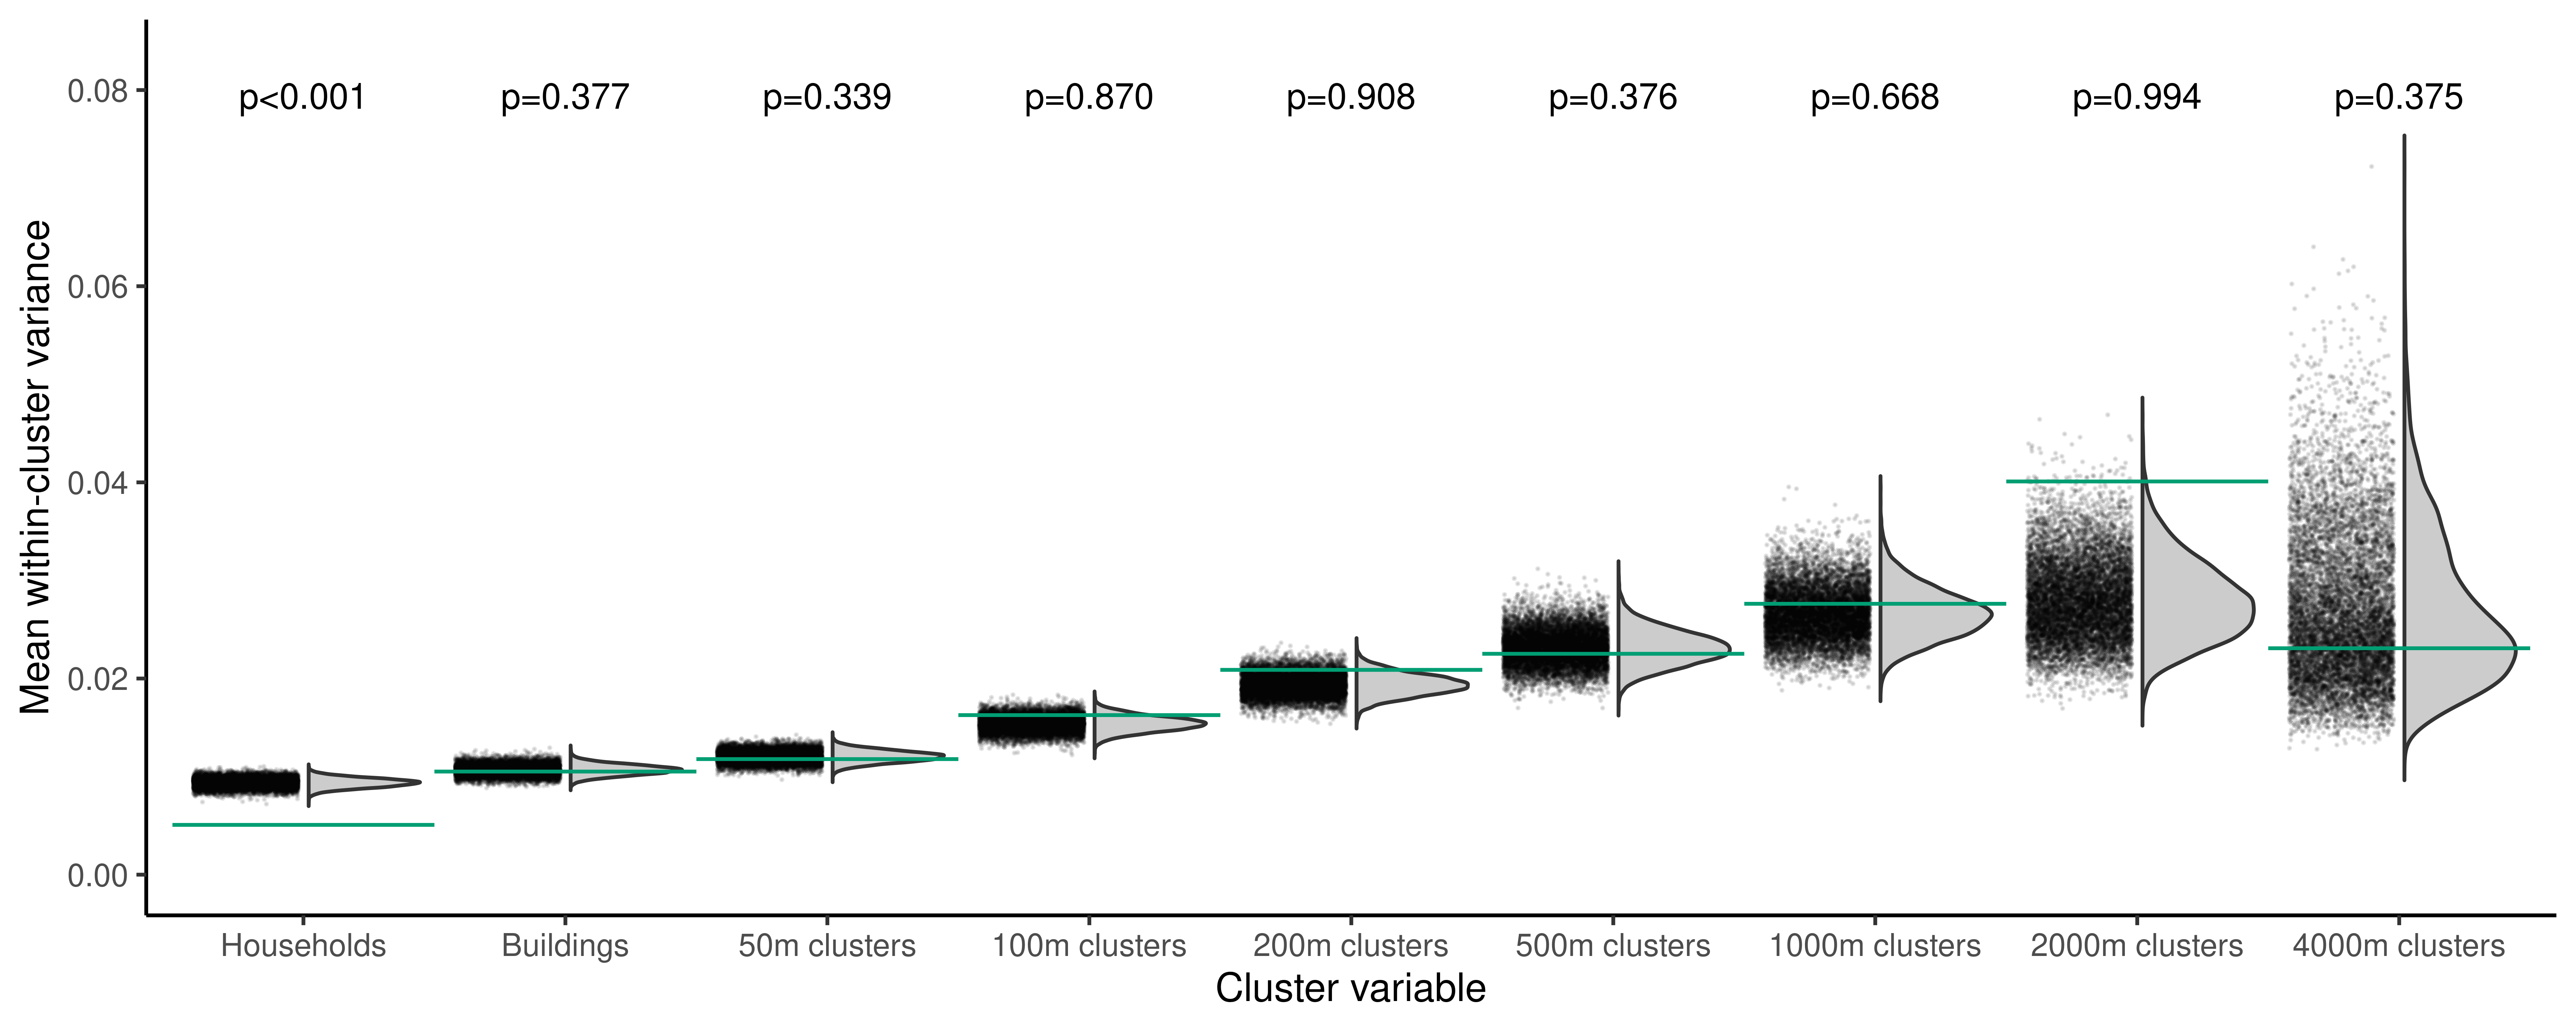 p<0.001 p=0.377 p=0.339 p=0.870 p=0.908 p=0.376 p=0.668 p=0.994 p=0.375
0.08
0.06
0.04
0.02
0.00
Mean within-cluster variance
Households Buildings 50m clusters 100m clusters 200m clusters 500m clusters 1000m clusters 2000m clusters 4000m clusters
Cluster variable